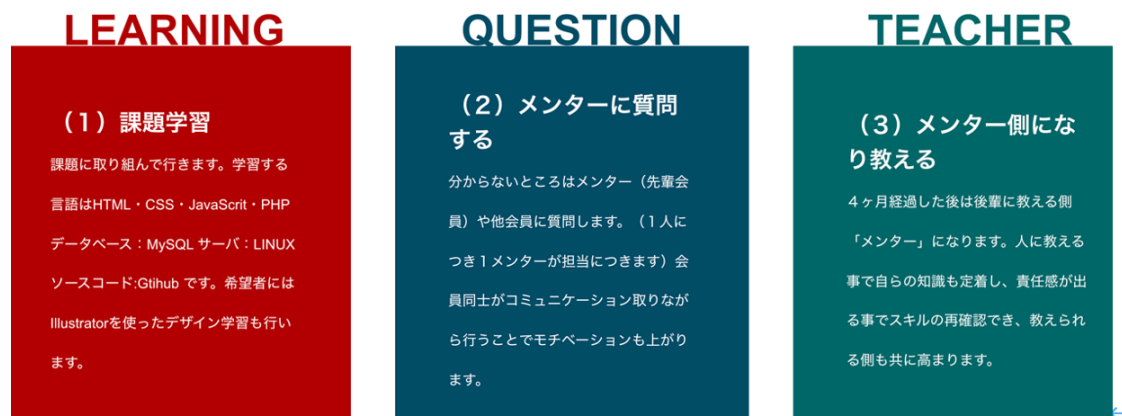 LEARNING
（1）課題学習
課題に取り組んで行きます。学習する
言語はHTML・CSS・JavaScrit・PHP
データベース：MySQL サーバ：LINUX
ソースコード:Gtihub です。希望者には
Illustratorを使ったデザイン学習も行い
ます。
QUESTION
（2）メンターに質問
する
分からないところはメンター（先輩会
員）や他会員に質問します。（１人に
つき１メンターが担当につきます）会
員同士がコミュニケーション取りなが
ら行うことでモチベーションも上がり
ます。
TEACHER
（3）メンター側にな
り教える
４ヶ月経過した後は後輩に教える側
「メンター」になります。人に教える
事で自らの知識も定着し、責任感が出
る事でスキルの再確認でき、教えられ
る側も共に高まります。